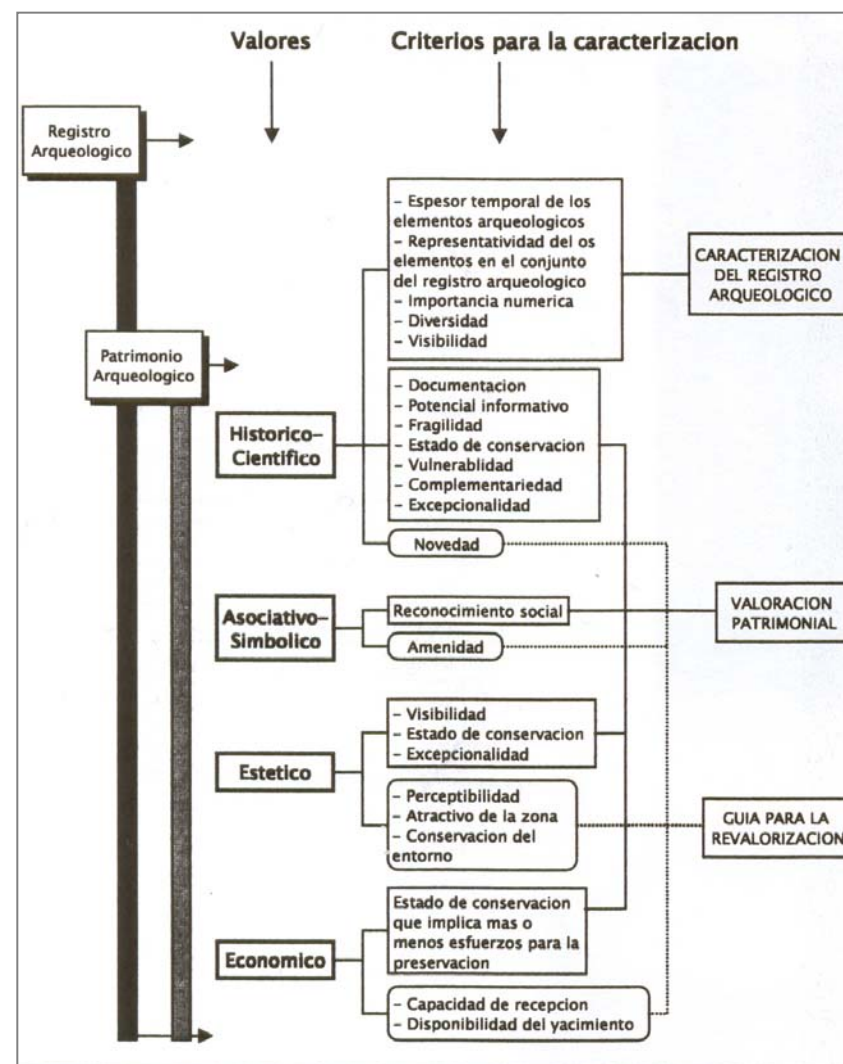 Valores
Criterios para la caracterizacion
Registro
Arqueologico
Patrimonio
Arqueologico
Historico-
Cientifico
– Espesor temporal de los
elementos arqueologicos
– Representatividad del os
elementos en el conjunto
del registro arqueologico
– Importancia numerica
– Diversidad
– Visibilidad
– Documentacion
– Potencial informativo
– Fragilidad
– Estado de conservacion
– Vulnerablidad
– Complementariedad
– Excepcionalidad
Novedad
CARACTERIZACION
DEL REGISTRO
ARQUEOLOGICO
Asociativo-
Simbolico
Reconocimiento social
Amenidad
VALORACION
PATRIMONIAL
Estetico
– Visibilidad
– Estado de conservacion
– Excepcionalidad
– Perceptibilidad
– Atractivo de la zona
– Conservacion del
entorno
GUIA PARA LA
REVALORIZACION
Economico
Estado de conservacion
que implica mas o
menos esfuerzos para la
preservacion
– Capacidad de recepcion
– Disponibilidad del yacimiento